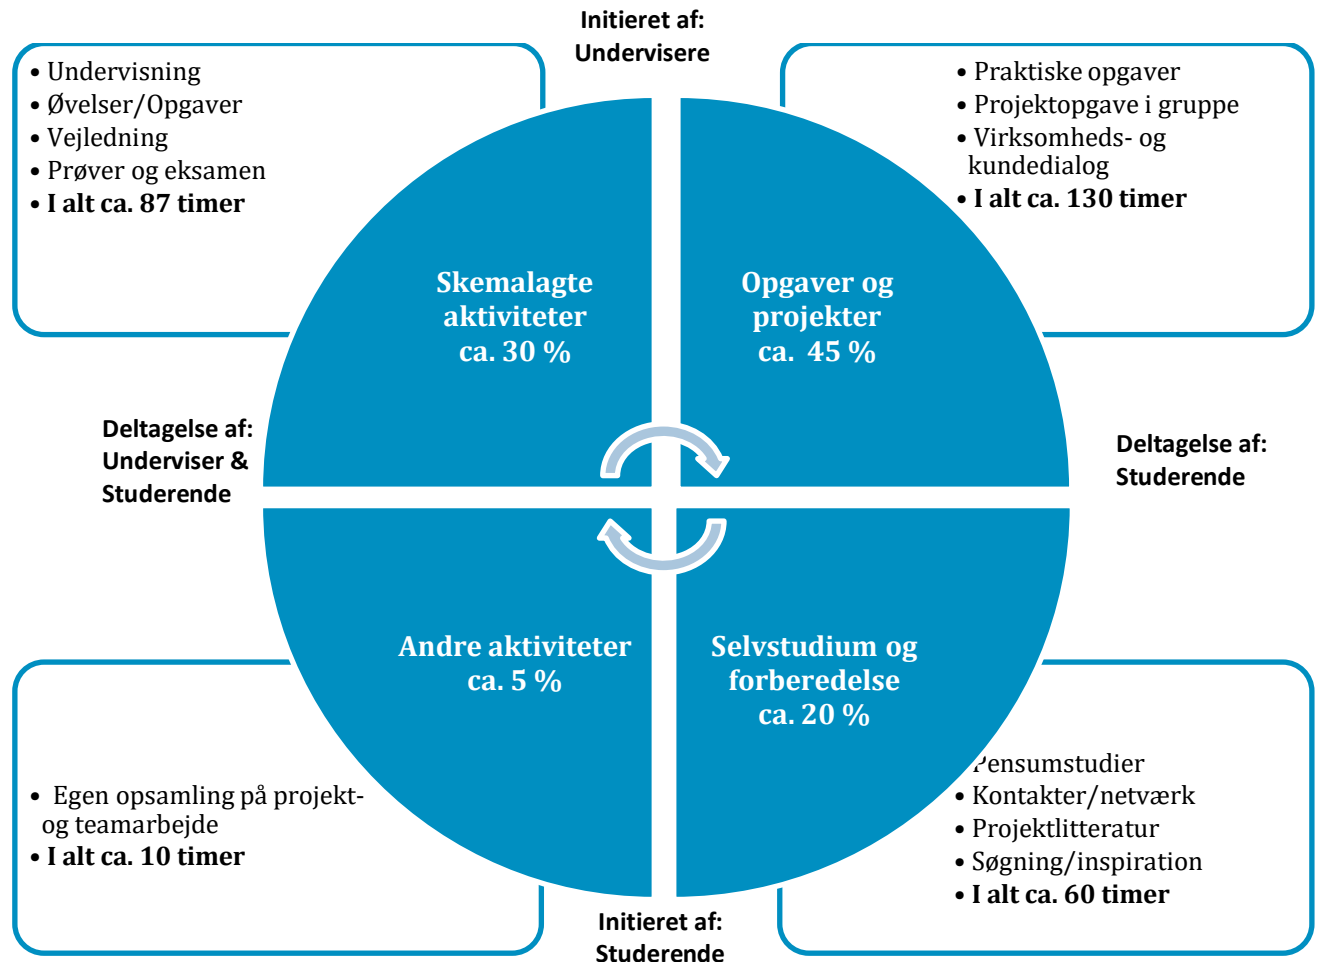 Initieret af:
Undervisere
• Undervisning
• Øvelser/Opgaver
• Vejledning
• Prøver og eksamen
• I alt ca. 87 timer
• Praktiske opgaver
• Projektopgave i gruppe
• Virksomheds- og
kundedialog
• I alt ca. 130 timer
Skemalagte
aktiviteter
ca. 30 %
Opgaver og
projekter
ca. 45 %
Deltagelse af:
Underviser &
Studerende
Deltagelse af:
Studerende
Andre aktiviteter
ca. 5 %
Selvstudium og
forberedelse
ca. 20 %
• Egen opsamling på projekt-
og teamarbejde
• I alt ca. 10 timer
Pensumstudier
• Kontakter/netværk
• Projektlitteratur
• Søgning/inspiration
• I alt ca. 60 timer
Initieret af:
Studerende